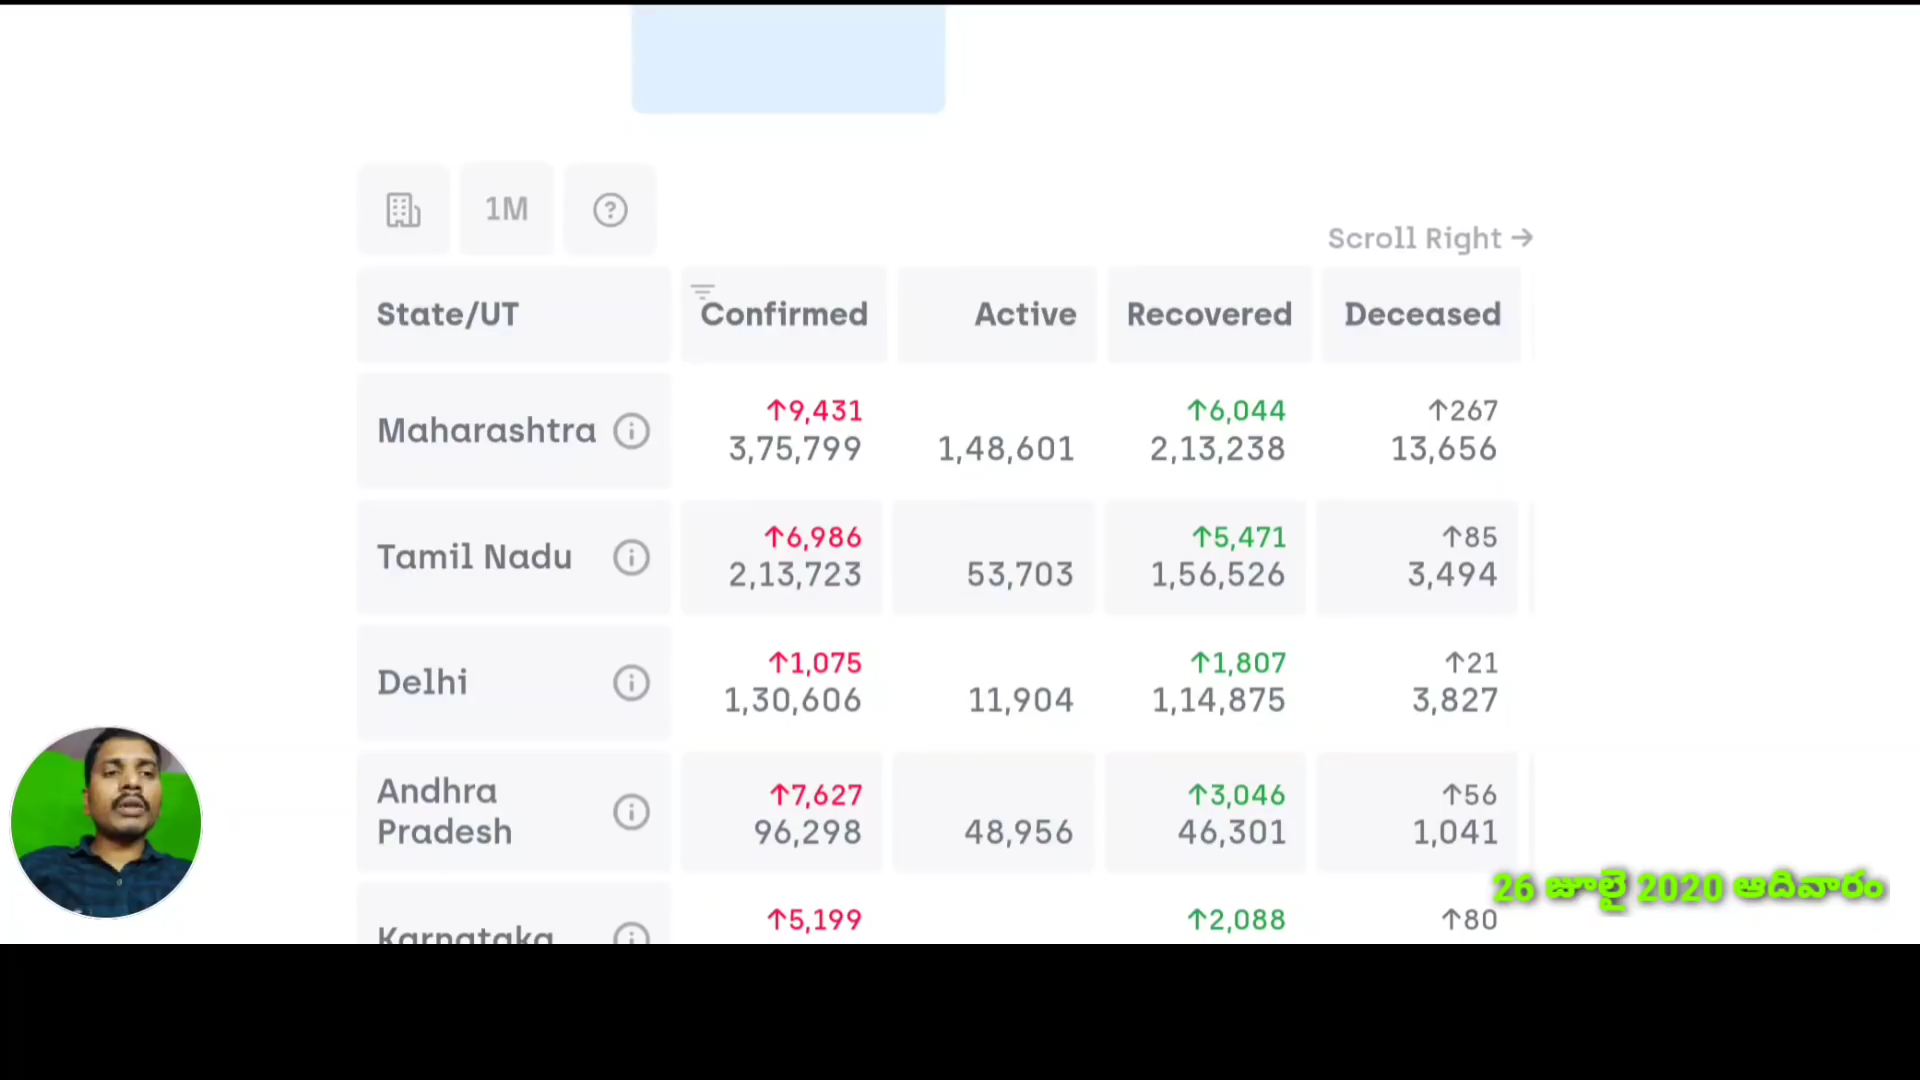 1M
?
Scroll Right →
State/UT Confirmed Active Recovered Deceased
↑9,431 ↑6,044 ↑267
Maharashtra 3,75,799 1,48,601 2,13,238 13,656
↑6,986 ↑5,471 ↑85
Tamil Nadu 2,13,723 53,703 1,56,526 3,494
↑1,075 ↑1,807 ↑21
Delhi 1,30,606 11,904 1,14,875 3,827
Andhra ↑7,627 ↑3,046 ↑56
Pradesh 96,298 48,956 46,301 1,041
26 జూలై 2020 ఆదివారం
↑5,199 ↑2,088 ↑80
Karnataka